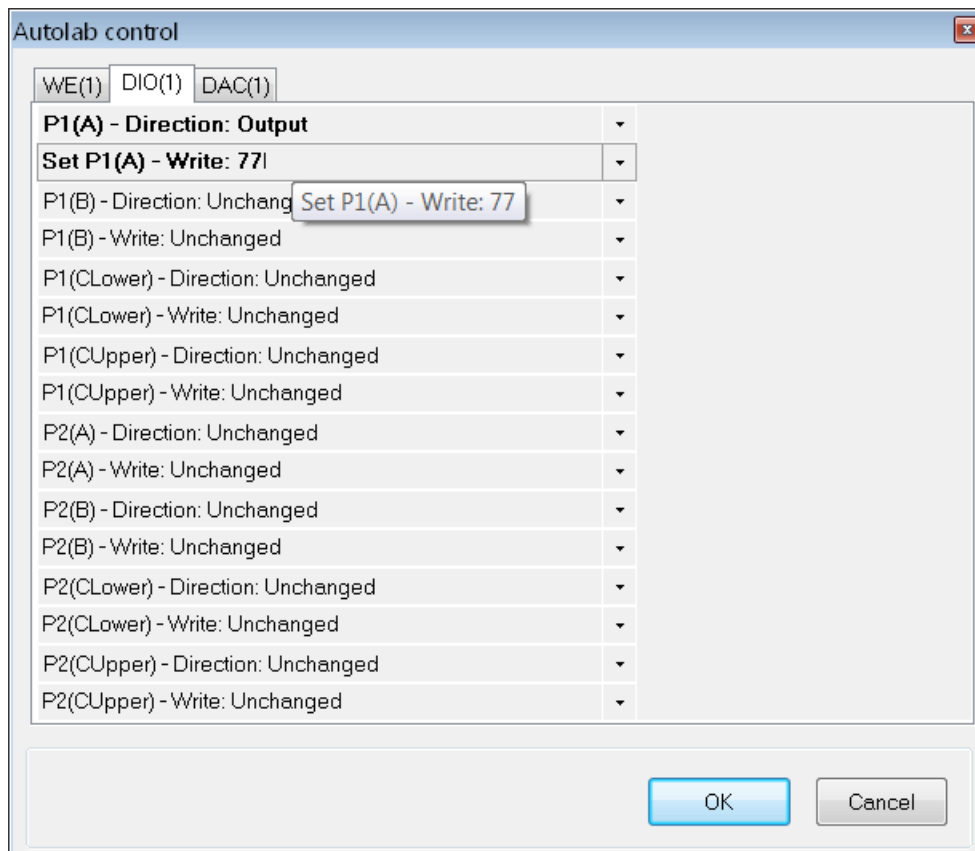 Autolab control
WE(1) DIO(1) DAC(1)
P1(A) - Direction: Output
Set P1(A) - Write: 77
P1(B) - Direction: Unchang
Set P1(A) - Write: 77
P1(B) - Write: Unchanged
P1(CLower) - Direction: Unchanged
P1(CLower) - Write: Unchanged
P1(CUpper) - Direction: Unchanged
P1(CUpper) - Write: Unchanged
P2(A) - Direction: Unchanged
P2(A) - Write: Unchanged
P2(B) - Direction: Unchanged
P2(B) - Write: Unchanged
P2(CLower) - Direction: Unchanged
P2(CLower) - Write: Unchanged
P2(CUpper) - Direction: Unchanged
P2(CUpper) - Write: Unchanged
OK Cancel